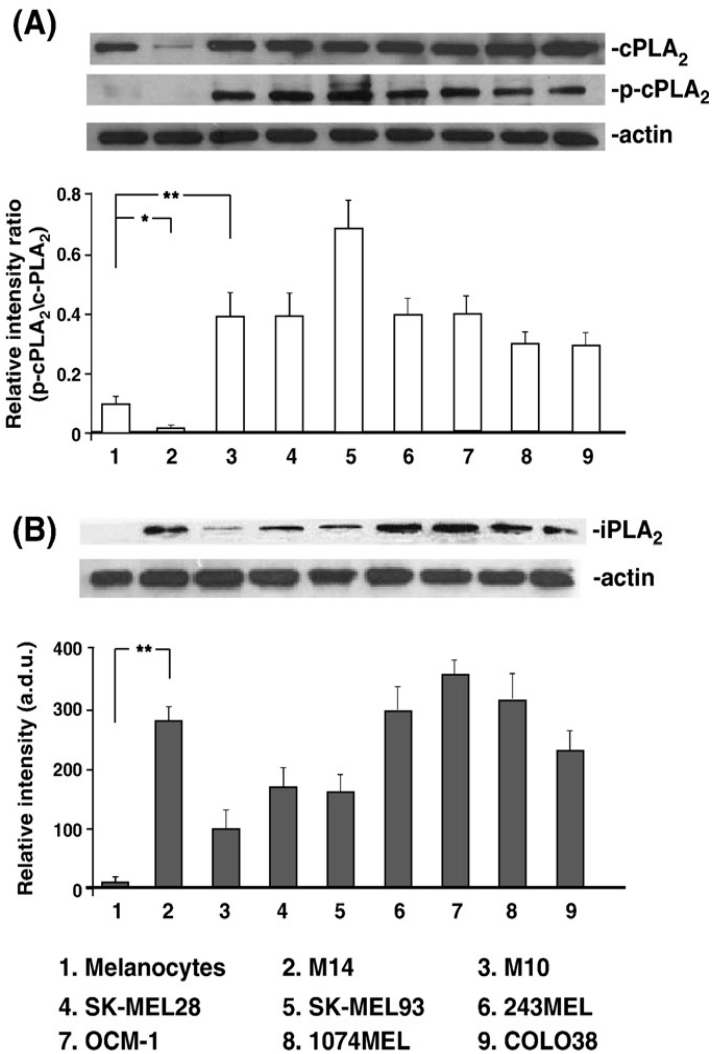 (A)
-cPLA2
-p-cPLA2
-actin
Relative intensity ratio
(p-cPLA2\c-PLA2)
0.8
0.6
0.4
0.2
0
**
*
1 2 3 4 5 6 7 8 9
(B)
-iPLA2
-actin
Relative intensity (a.d.u.)
400
300
200
100
0
**
1 2 3 4 5 6 7 8 9
1. Melanocytes 2. M14 3. M10
4. SK-MEL28 5. SK-MEL93 6. 243MEL
7. OCM-1 8. 1074MEL 9. COLO38